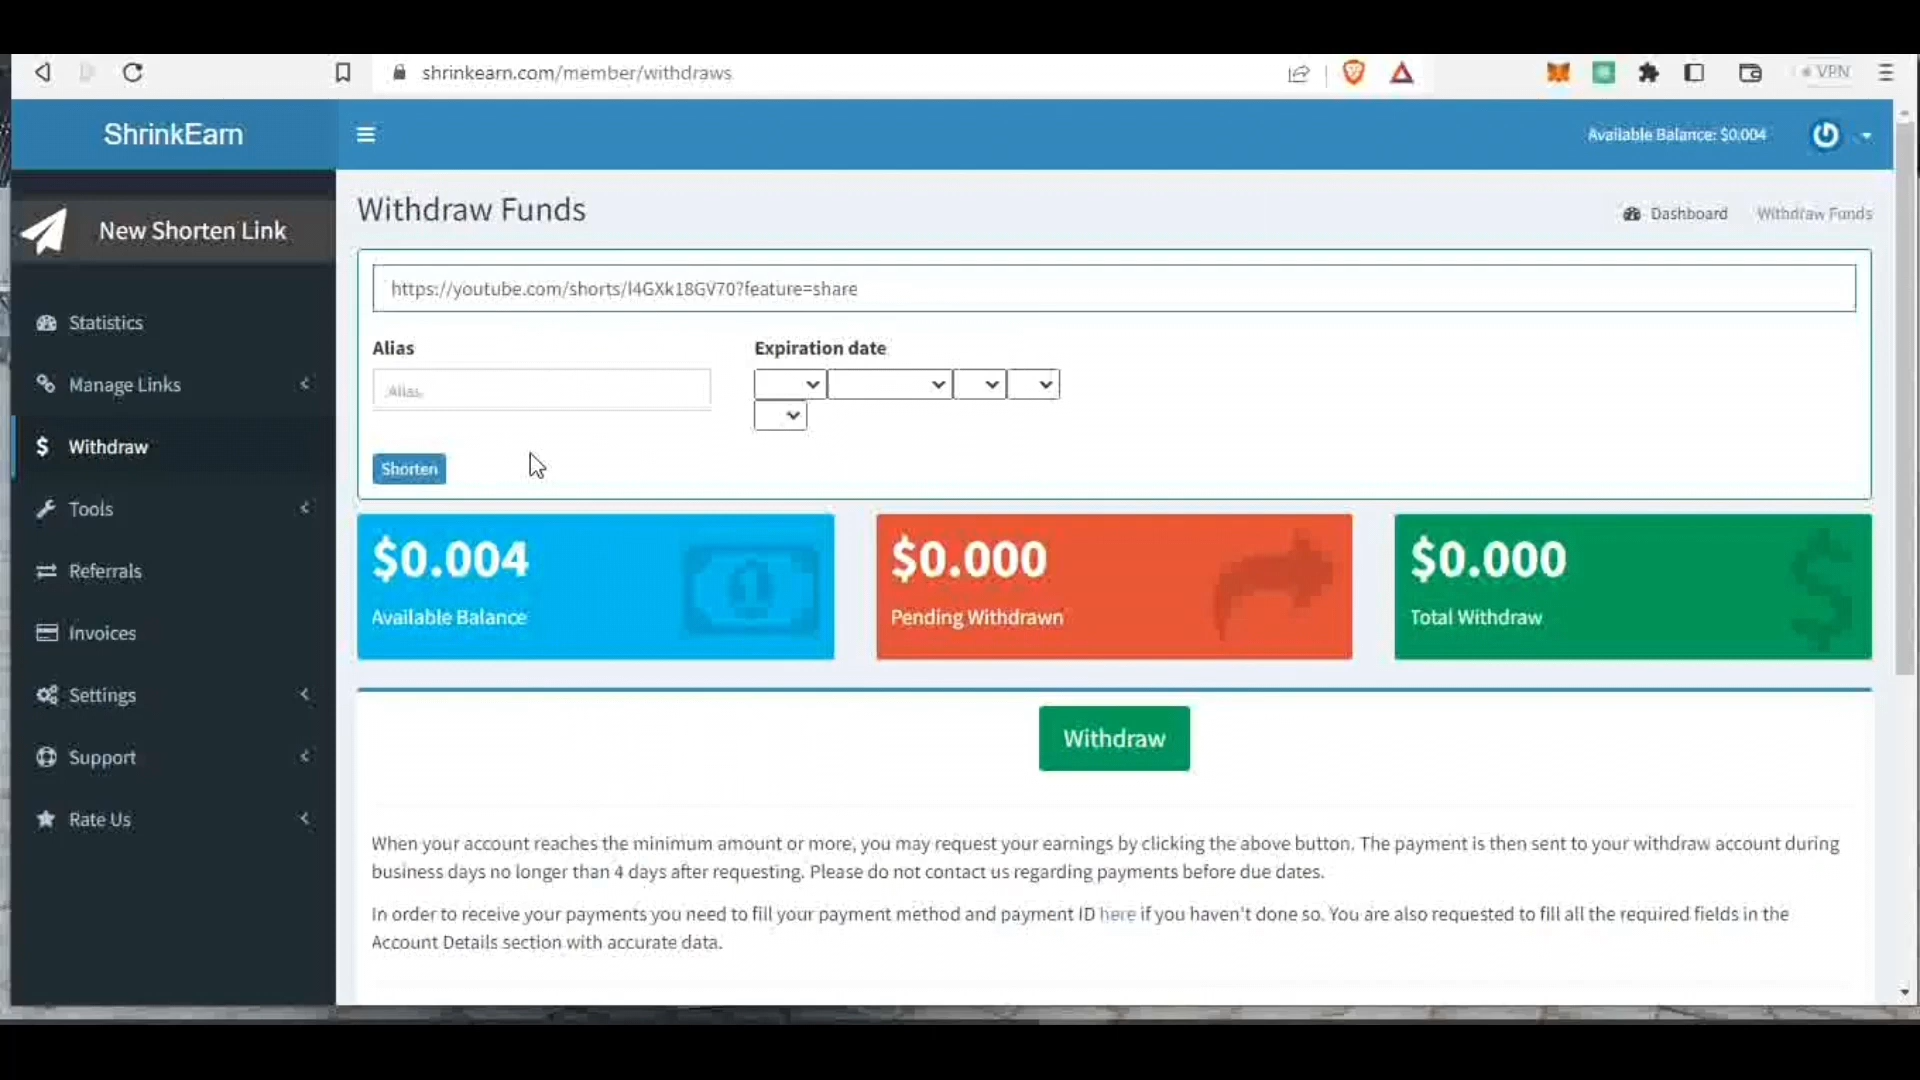 shrinkearn.com/member/withdraws
VPN
ShrinkEarn
Available Balance: $0.004
New Shorten Link
Withdraw Funds
Dashboard
Withdraw Funds
https://youtube.com/shorts/l4GXk18GV70?feature=share
Statistics
Alias
Expiration date
Manage Links
Alias
Withdraw
Shorten
Tools
$0.004
$0.000
$0.000
Referrals
Available Balance
Pending Withdrawn
Total Withdraw
Invoices
Settings
Withdraw
Support
Rate Us
When your account reaches the minimum amount or more, you may request your earnings by clicking the above button. The payment is then sent to your withdraw account during
business days no longer than 4 days after requesting. Please do not contact us regarding payments before due dates.
In order to receive your payments you need to fill your payment method and payment ID here if you haven't done so. You are also requested to fill all the required fields in the
Account Details section with accurate data.